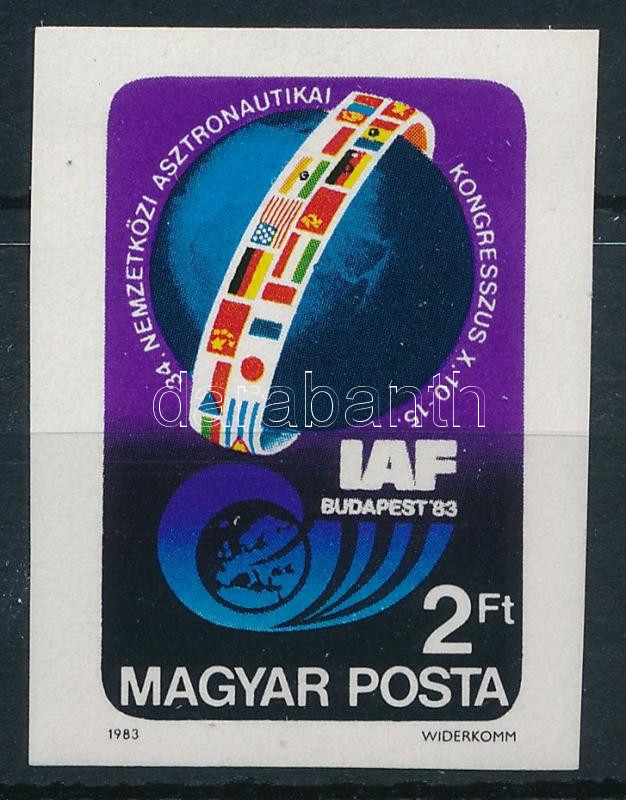 34. NEMZETKÖZI ASZTRONAUTIKAI KONGRESSZUS X. 10-15
darabanth
IAF
BUDAPEST'83
2Ft
MAGYAR POSTA
1983 WIDERKOMM